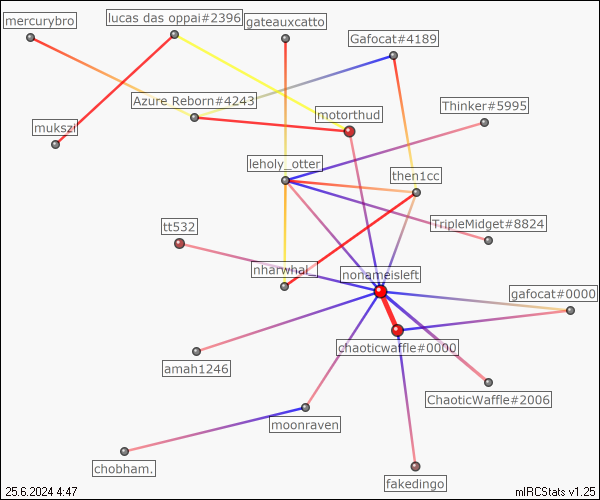 mercurybro
lucas das oppai#2396
gateauxcatto
Gafocat#4189
Azure Reborn#4243
motorthud
Thinker#5995
mukszi
leholy_otter
then1cc
tt532
TripleMidget#8824
nharwhal_
nonameisleft
gafocat#0000
chaoticwaffle#0000
amah1246
ChaoticWaffle#2006
moonraven
chobham.
fakedingo
25.6.2024 4:47
mIRCStats v1.25